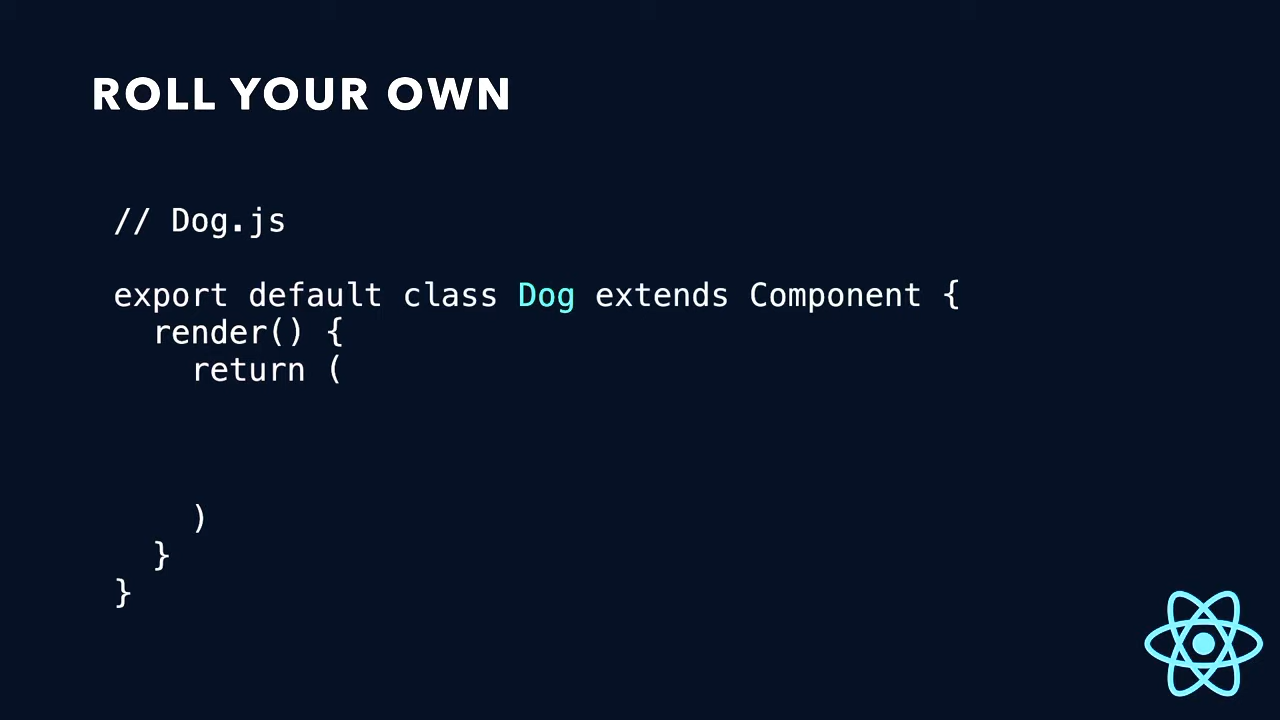 ROLL YOUR OWN
// Dog.js
export default class Dog extends Component {
render() {
return (
)
}
}